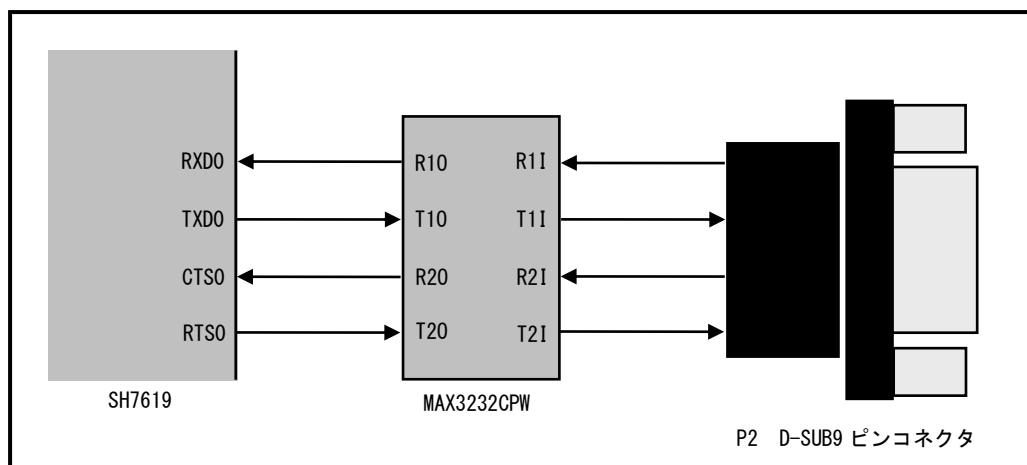 RXD0 R1O R1I
TXD0 T1O T1I
CTS0 R2O R2I
RTS0 T2O T2I
SH7619 MAX3232CPW
P2 D-SUB9 ピンコネクタ